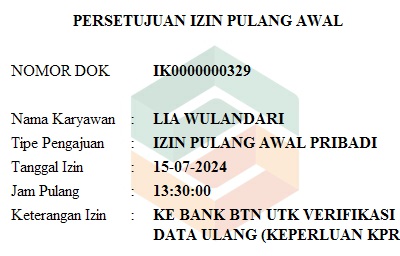 PERSETUJUAN IZIN PULANG AWAL
NOMOR DOK IK0000000329
Nama Karyawan : LIA WULANDARI
Tipe Pengajuan : IZIN PULANG AWAL PRIBADI
Tanggal Izin : 15-07-2024
Jam Pulang : 13:30:00
Keterangan Izin : KE BANK BTN UTK VERIFIKASI
DATA ULANG (KEPERLUAN KPR